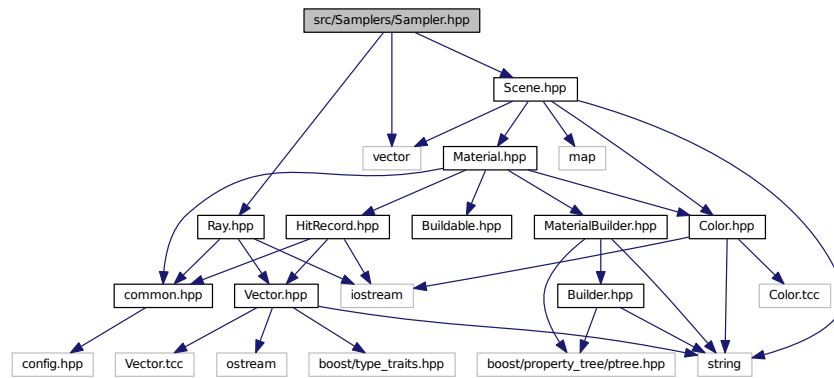 src/Samplers/Sampler.hpp
Scene.hpp
vector
Material.hpp
map
Ray.hpp
HitRecord.hpp
Buildable.hpp
MaterialBuilder.hpp
Color.hpp
common.hpp
Vector.hpp
iostream
Builder.hpp
Color.tcc
config.hpp
Vector.tcc
ostream
boost/type_traits.hpp
boost/property_tree/ptree.hpp
string